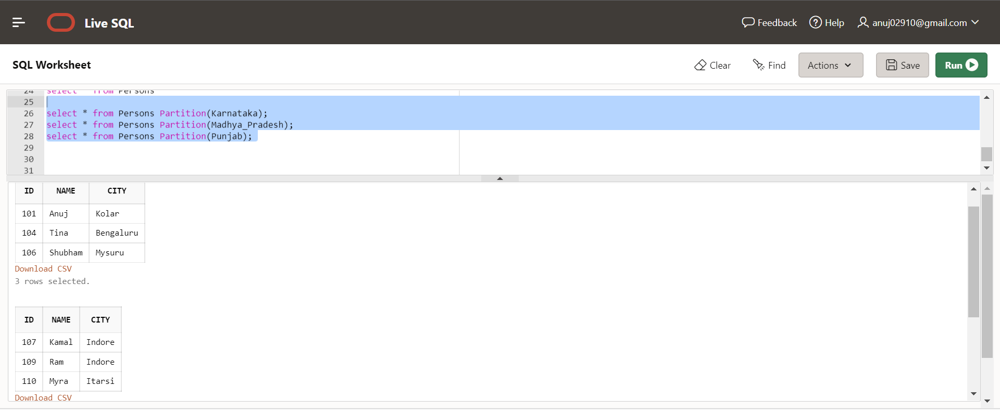 Live SQL
Feedback Help anuj02910@gmail.com
SQL Worksheet
Clear Find Actions Save Run
24 select * from Persons
25
26 select * from Persons Partition(Karnataka);
27 select * from Persons Partition(Madhya_Pradesh);
28 select * from Persons Partition(Punjab);
29
30
31
ID NAME CITY
101 Anuj Kolar
104 Tina Bengaluru
106 Shubham Mysuru
Download CSV
3 rows selected.
ID NAME CITY
107 Kamal Indore
109 Ram Indore
110 Myra Itarsi
Download CSV